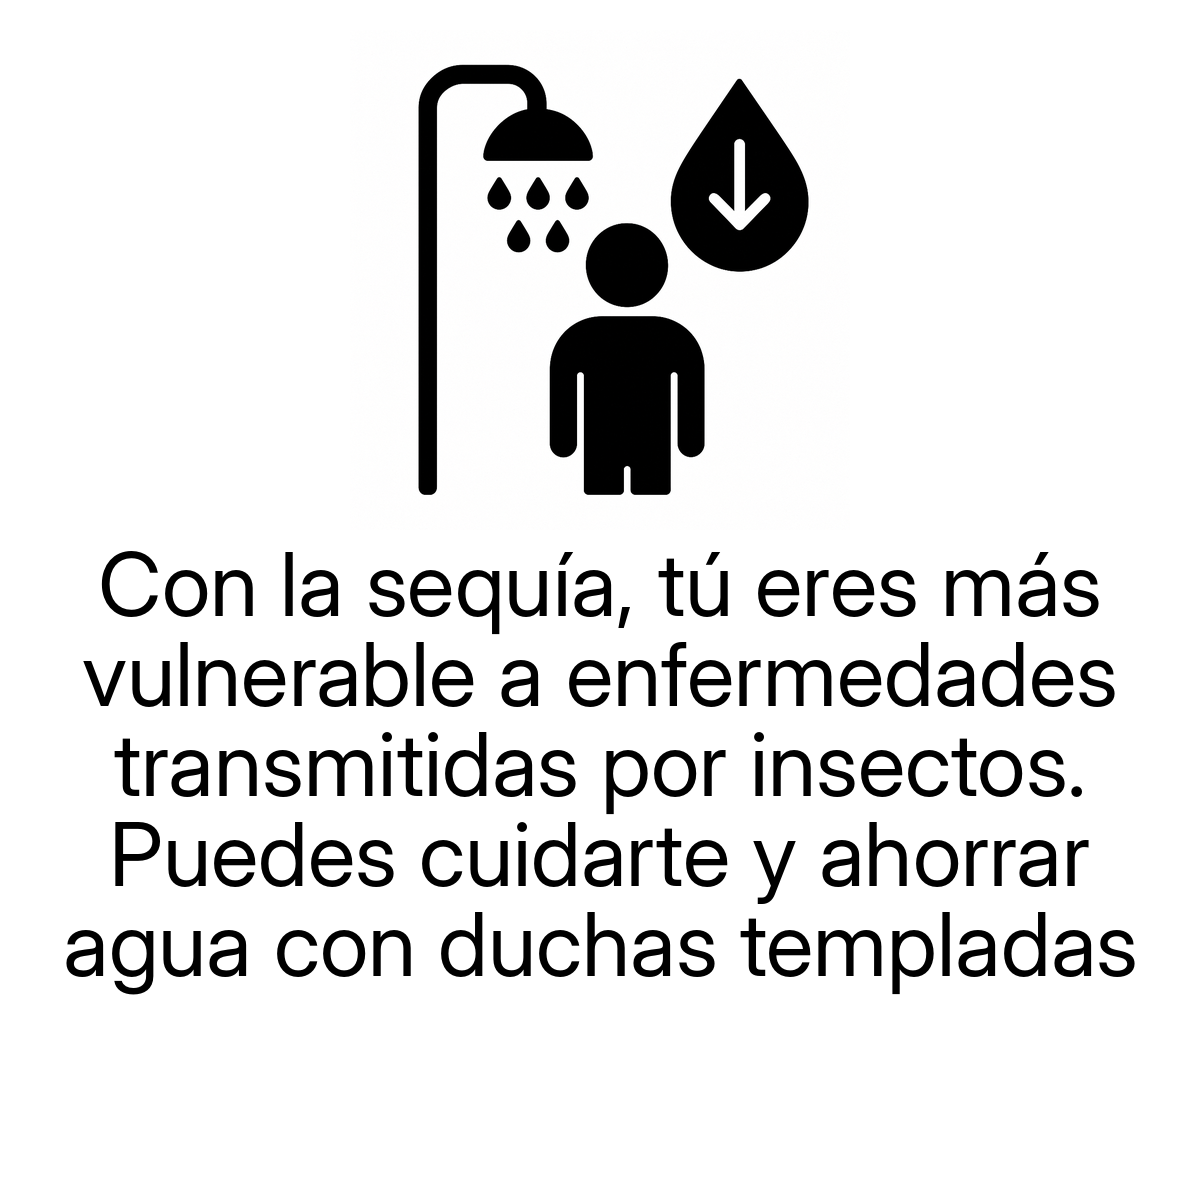 Con la sequía, tú eres más
vulnerable a enfermedades
transmitidas por insectos.
Puedes cuidarte y ahorrar
agua con duchas templadas